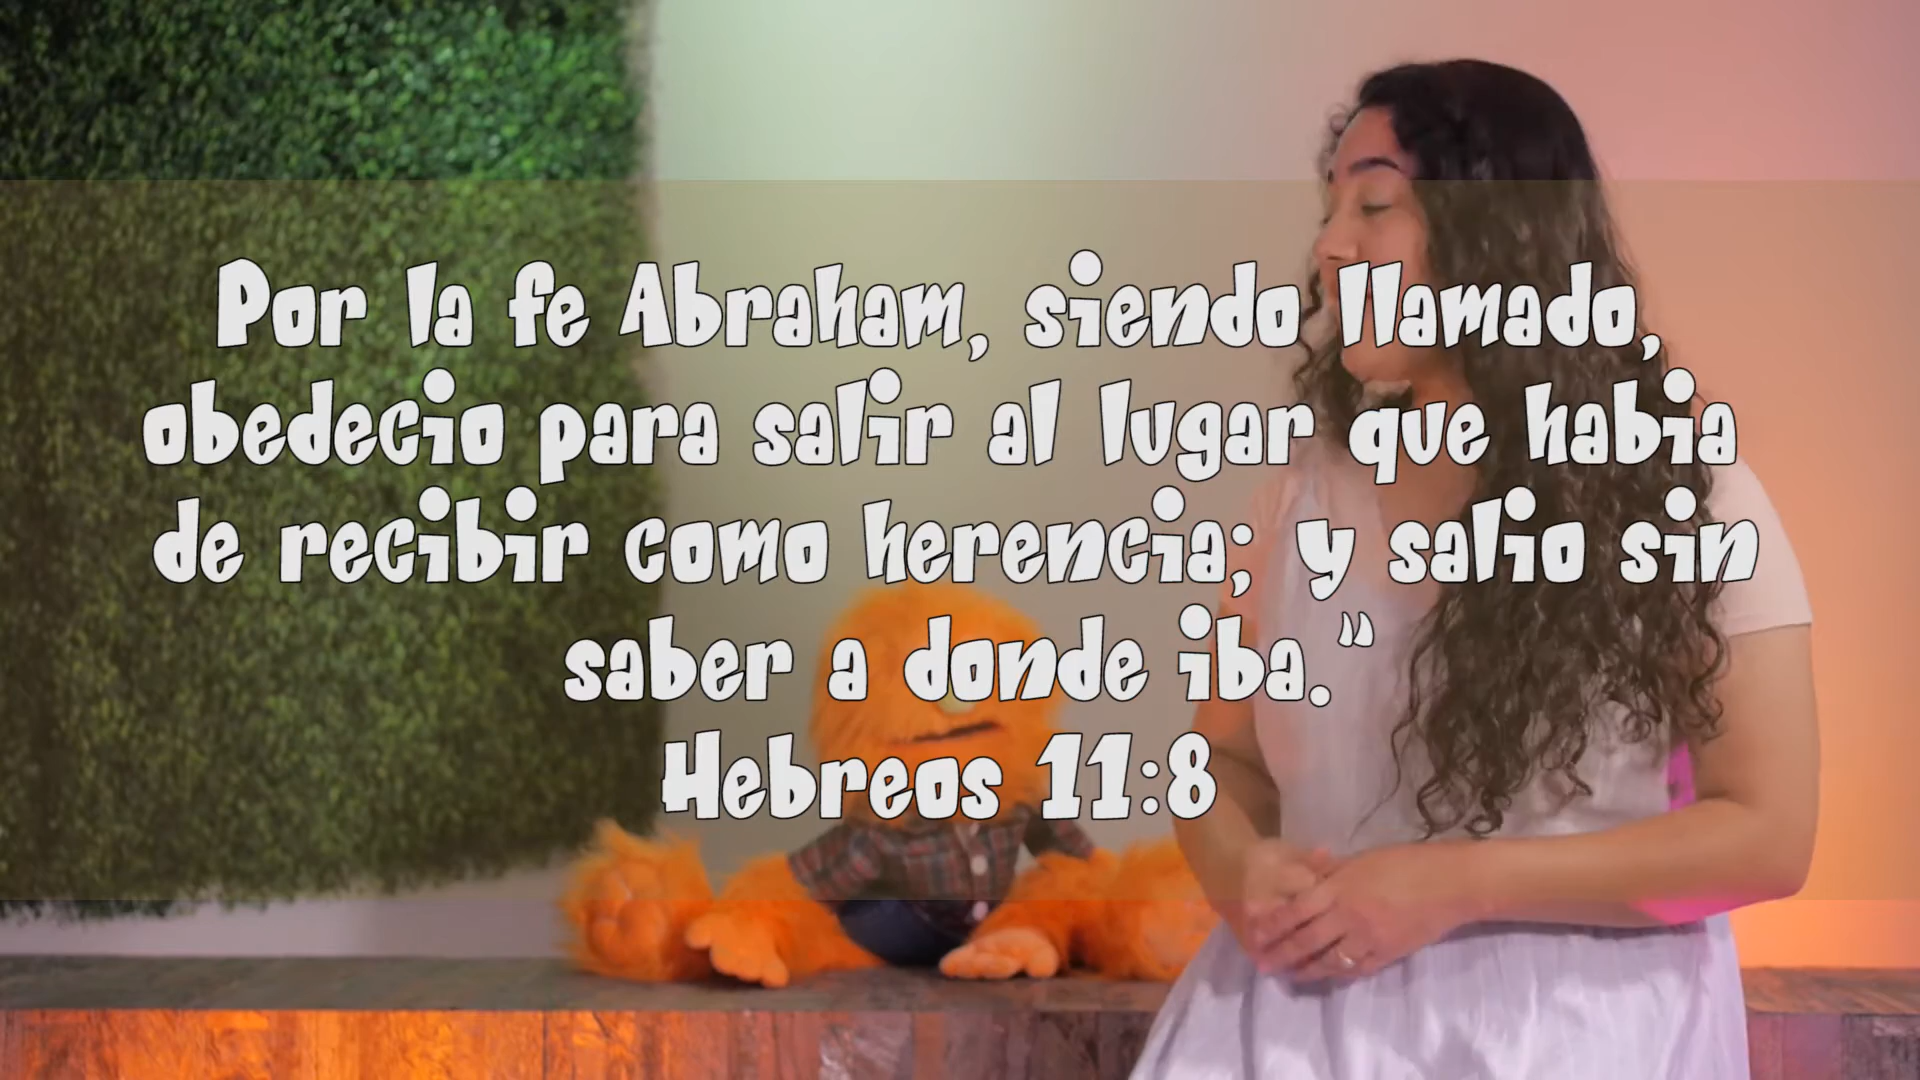 Por la fe Abraham, siendo llamado,
obedecio para salir al lugar que habia
de recibir como herencia; y salio sin
saber a donde iba.”
Hebreos 11:8